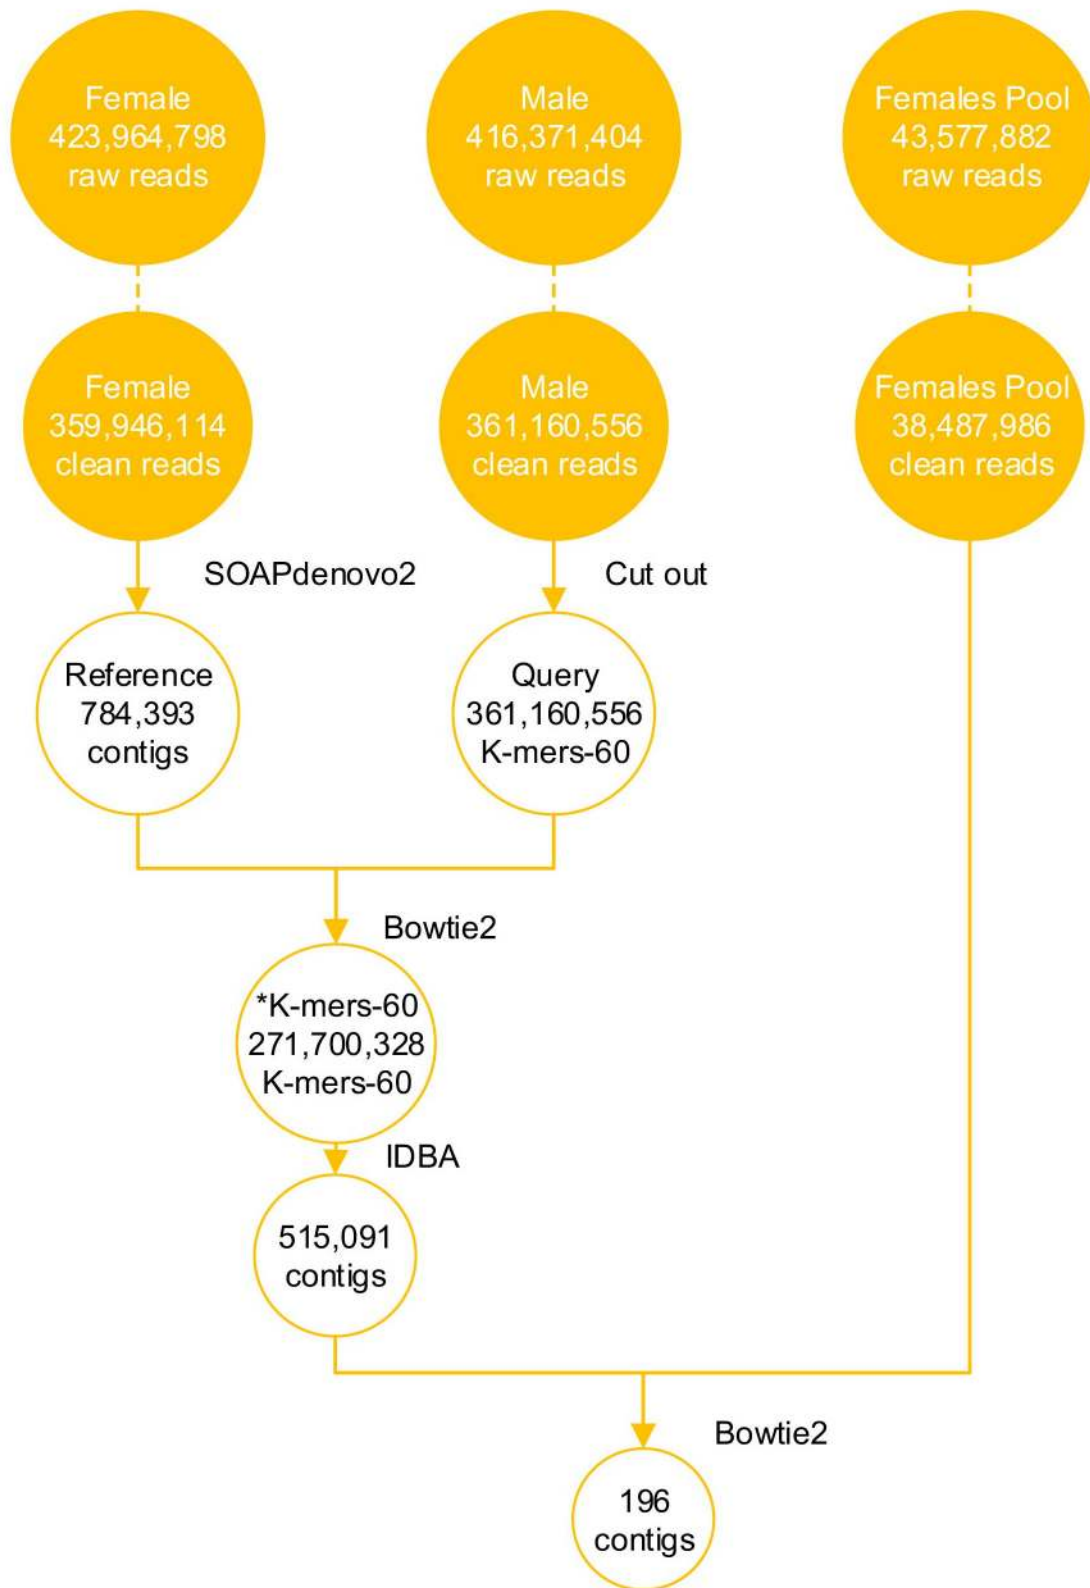 Female
423,964,798
raw reads
Male
416,371,404
raw reads
Females Pool
43,577,882
raw reads
Female
359,946,114
clean reads
Male
361,160,556
clean reads
Females Pool
38,487,986
clean reads
SOAPdenovo2
Cut out
Reference
784,393
contigs
Query
361,160,556
K-mers-60
Bowtie2
*K-mers-60
271,700,328
K-mers-60
IDBA
515,091
contigs
Bowtie2
196
contigs